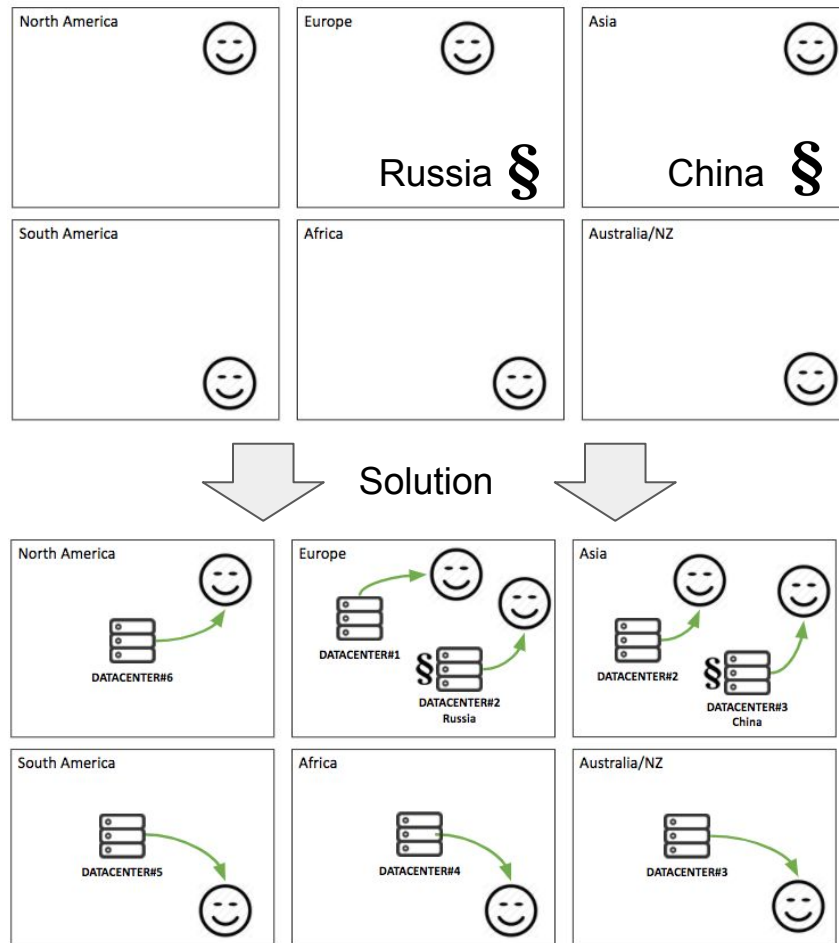 North America
Europe
Asia
Russia §
China §
South America
Africa
Australia/NZ
Solution
North America
Europe
Asia
DATACENTER#6
DATACENTER#1
§
DATACENTER#2
Russia
DATACENTER#2
§
DATACENTER#3
China
South America
Africa
Australia/NZ
DATACENTER#5
DATACENTER#4
DATACENTER#3